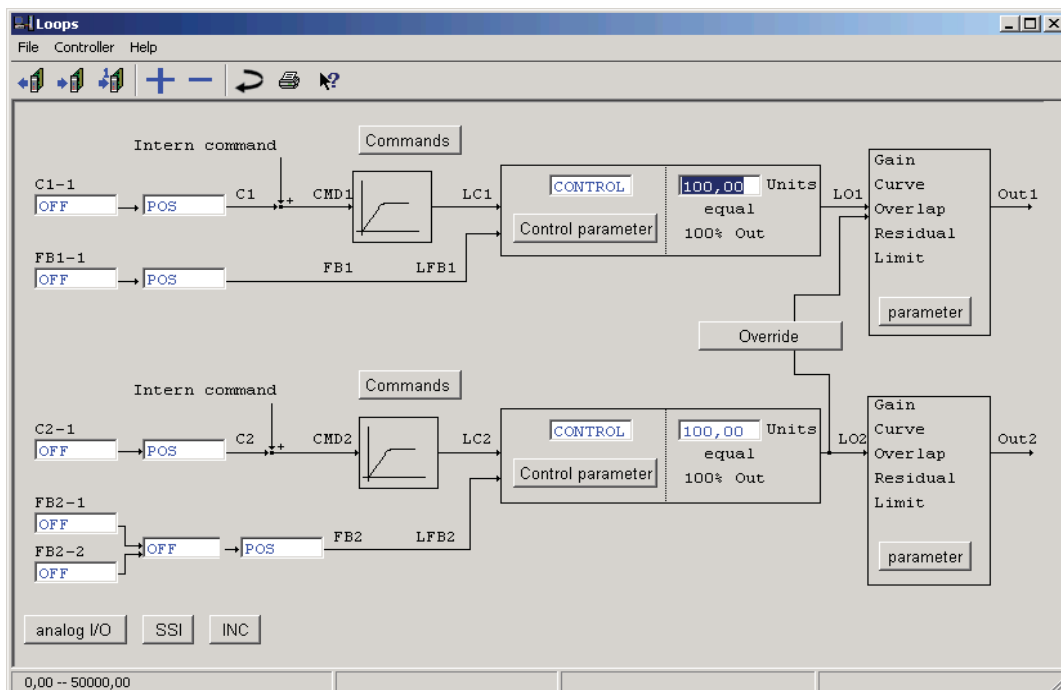 Loops
File Controller Help
Intern command
Commands
C1-1
OFF
POS
C1
+
CMD1
LC1
CONTROL
Control parameter
100,00 Units
equal
100% Out
LO1
Gain
Curve
Overlap
Residual
Limit
parameter
Out1
FB1-1
OFF
POS
FB1
LFB1
Override
Intern command
Commands
C2-1
OFF
POS
C2
+
CMD2
LC2
CONTROL
Control parameter
100,00 Units
equal
100% Out
LO2
Gain
Curve
Overlap
Residual
Limit
parameter
Out2
FB2-1
OFF
FB2-2
OFF
OFF
POS
FB2
LFB2
analog I/O SSI INC
0,00 -- 50000,00